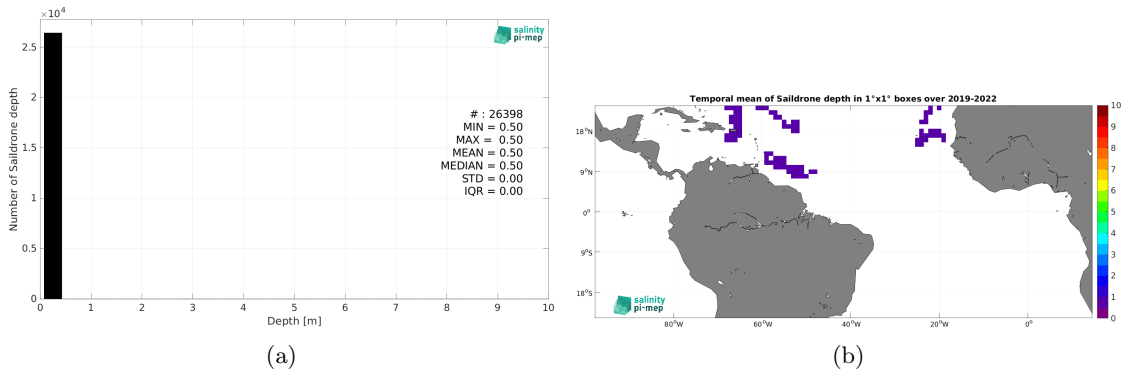 ×10⁴
2.5
2
1.5
1
0.5
0
Number of Saildrone depth
salinity
pi-mep
# : 26398
MIN = 0.50
MAX = 0.50
MEAN = 0.50
MEDIAN = 0.50
STD = 0.00
IQR = 0.00
0 1 2 3 4 5 6 7 8 9 10
Depth [m]
(a)
Temporal mean of Saildrone depth in 1°x1° boxes over 2019-2022
18°N
9°N
0°
9°S
18°S
80°W 60°W 40°W 20°W 0°
salinity
pi-mep
10
9
8
7
6
5
4
3
2
1
0
(b)